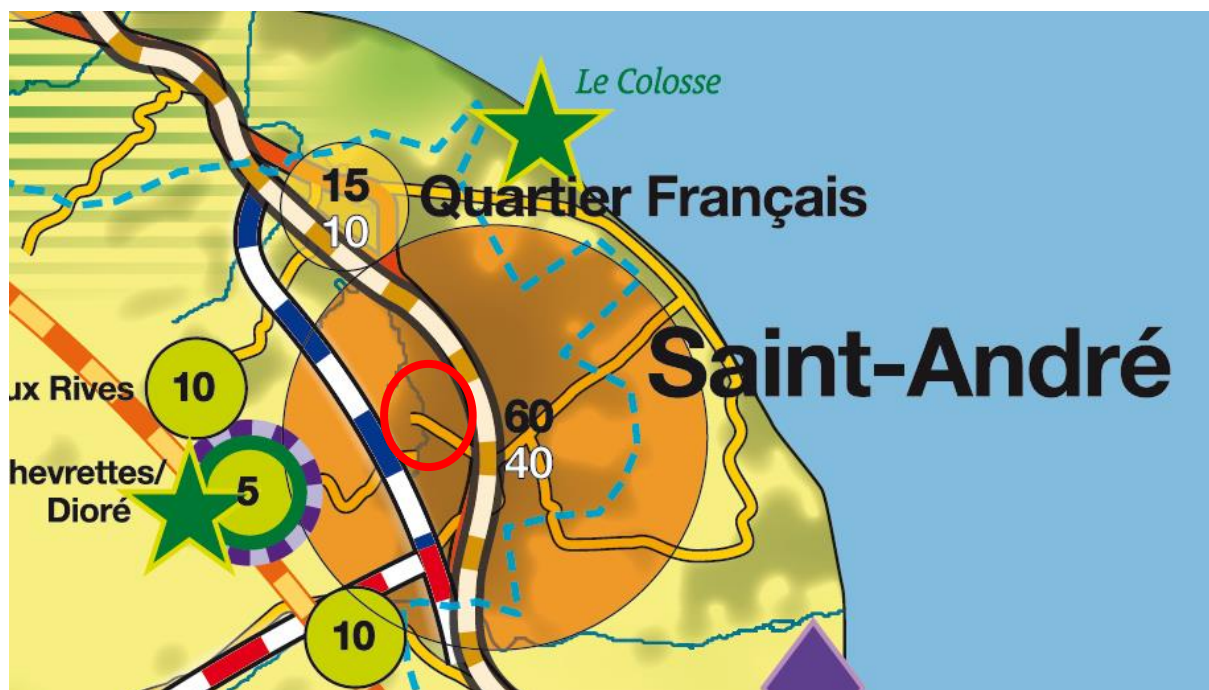 Le Colosse
15
10
Quartier Français
Saint-André
ux Rives
10
60
40
hevrettes/
Dioré
5
10